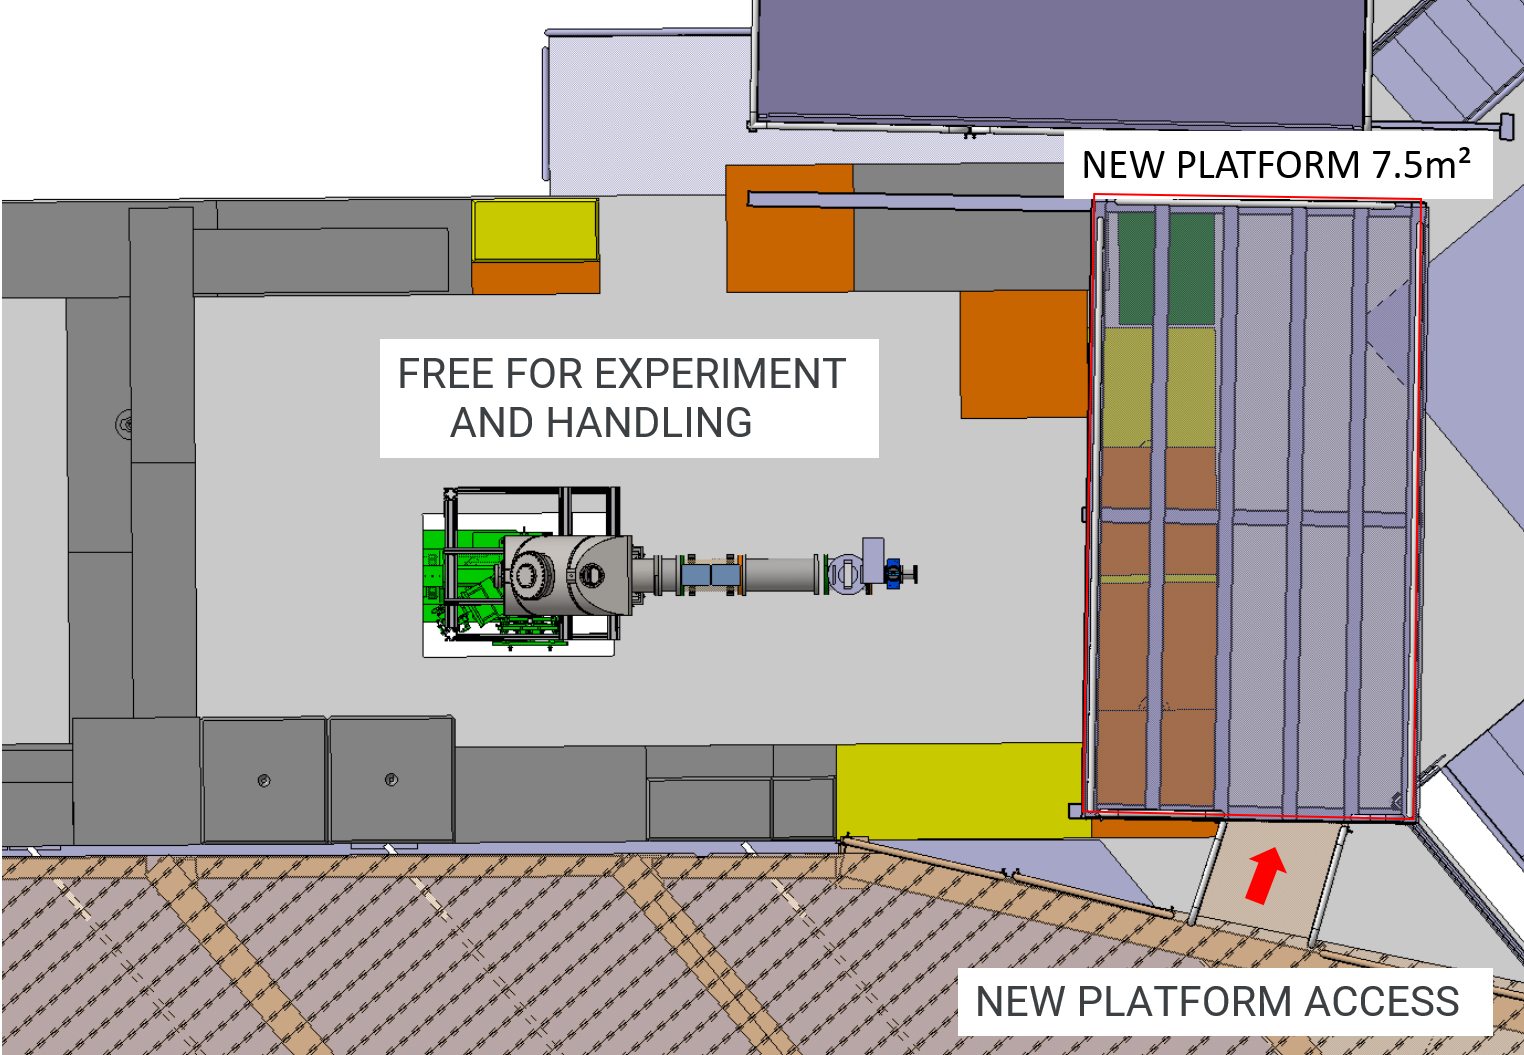 NEW PLATFORM 7.5m²
FREE FOR EXPERIMENT
AND HANDLING
NEW PLATFORM ACCESS